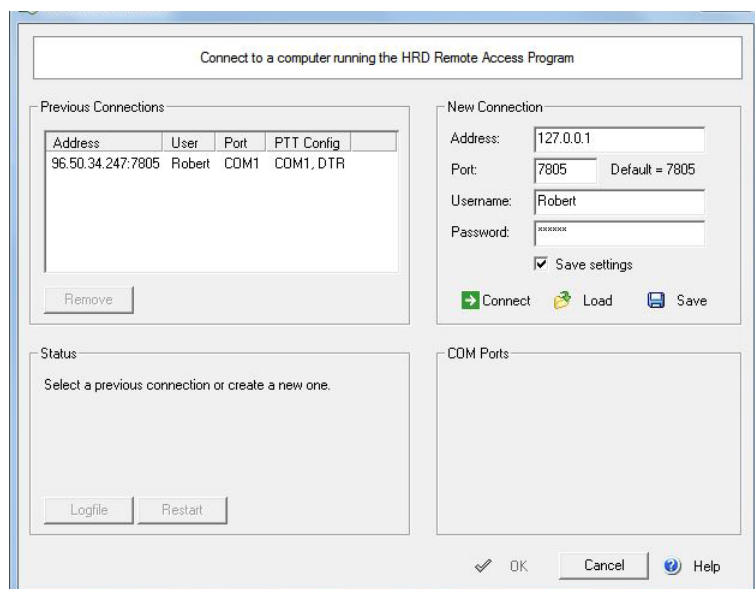 Connect to a computer running the HRD Remote Access Program
Previous Connections
Address User Port PTT Config
96.50.34.247:7805 Robert COM1 COM1, DTR
Remove
New Connection
Address: 127.0.0.1
Port: 7805 Default = 7805
Username: Robert
Password: ××××××
Save settings
Connect Load Save
Status
Select a previous connection or create a new one.
Logfile Restart
COM Ports
OK Cancel Help